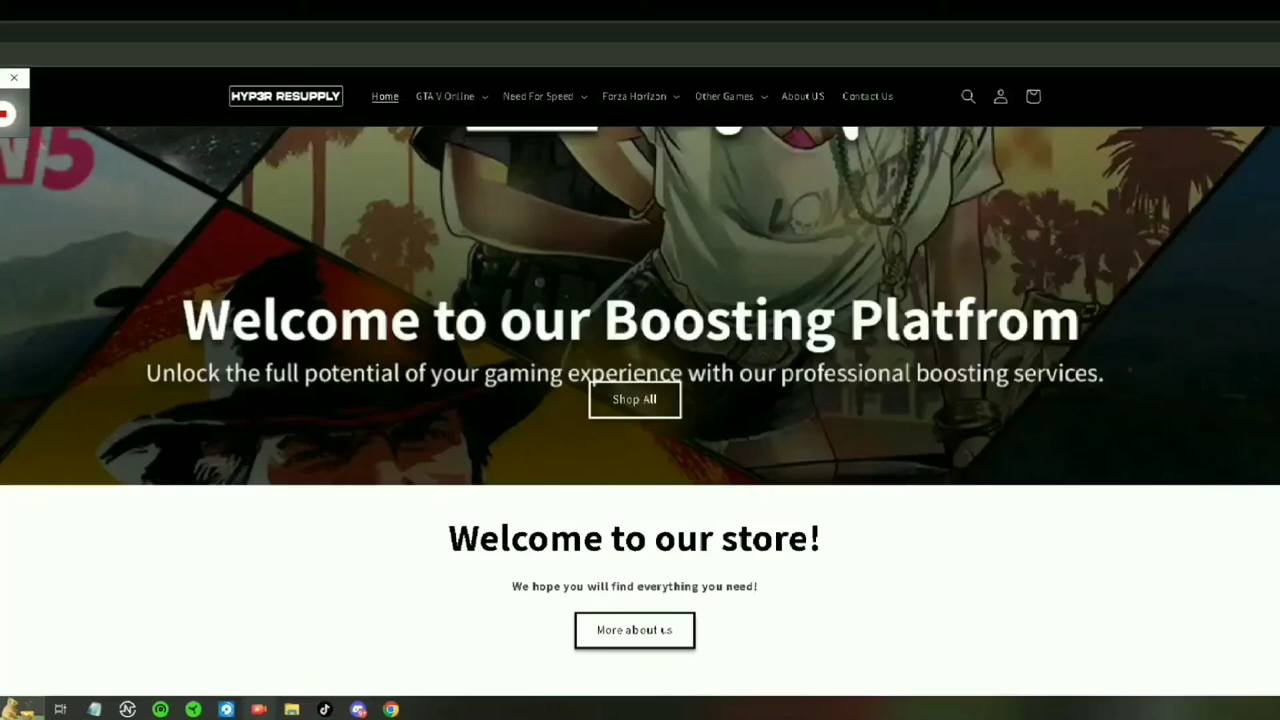 HYP3R RESUPPLY Home GTA V Online Need For Speed Forza Horizon Other Games About US Contact Us
Welcome to our Boosting Platfrom
Unlock the full potential of your gaming experience with our professional boosting services.
Shop All
Welcome to our store!
We hope you will find everything you need!
More about us